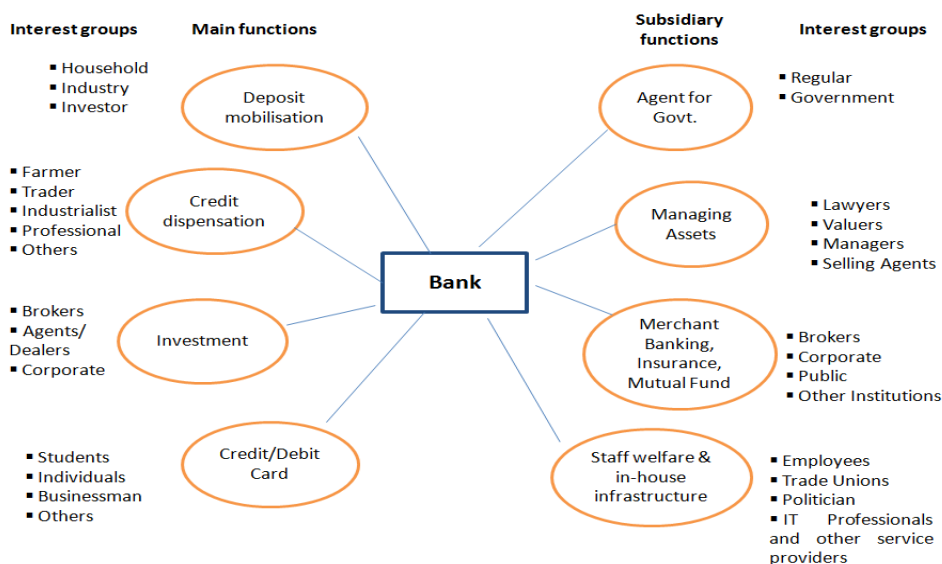 Interest groups
Main functions
Subsidiary
functions
Interest groups
▪ Household
▪ Industry
▪ Investor
Deposit
mobilisation
Agent for
Govt.
▪ Regular
▪ Government
▪ Farmer
▪ Trader
▪ Industrialist
▪ Professional
▪ Others
Credit
dispensation
Managing
Assets
▪ Lawyers
▪ Valuers
▪ Managers
▪ Selling Agents
Bank
▪ Brokers
▪ Agents/
Dealers
▪ Corporate
Investment
Merchant
Banking,
Insurance,
Mutual Fund
▪ Brokers
▪ Corporate
▪ Public
▪ Other Institutions
▪ Students
▪ Individuals
▪ Businessman
▪ Others
Credit/Debit
Card
Staff welfare &
in-house
infrastructure
▪ Employees
▪ Trade Unions
▪ Politician
▪ IT Professionals
and other service
providers